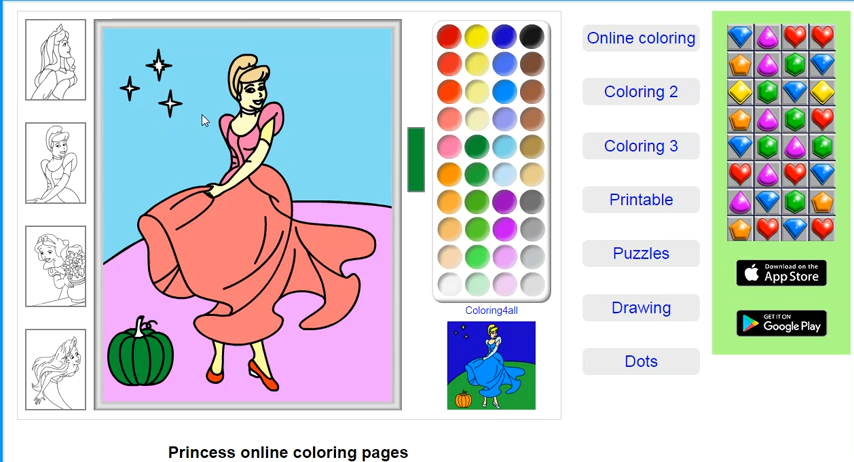 Online coloring
Coloring 2
Coloring 3
Printable
Puzzles
Drawing
Dots
Coloring4all
Download on the
App Store
GET IT ON
Google Play
Princess online coloring pages